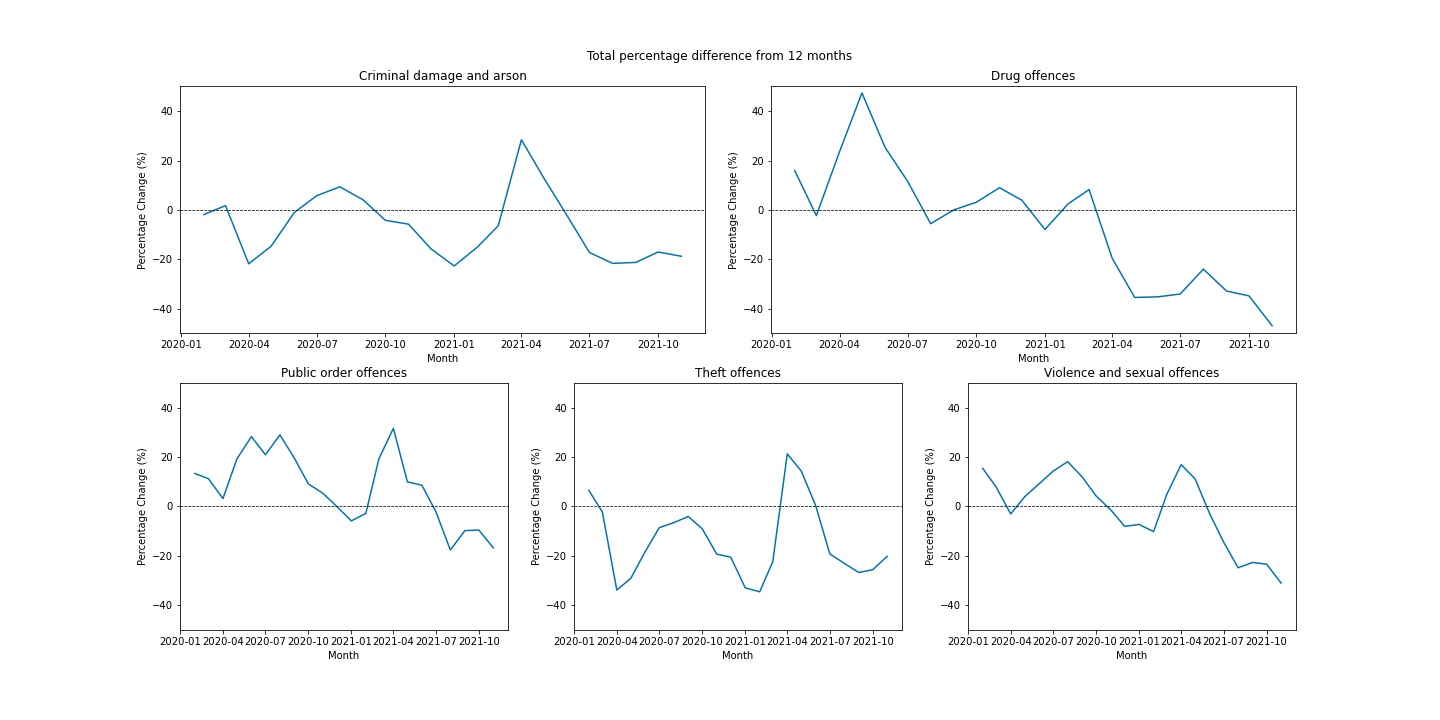 Total percentage difference from 12 months
Criminal damage and arson
Percentage Change (%)
40
20
0
−20
−40
2020-01 2020-04 2020-07 2020-10 2021-01 2021-04 2021-07 2021-10
Month
Drug offences
Percentage Change (%)
40
20
0
−20
−40
2020-01 2020-04 2020-07 2020-10 2021-01 2021-04 2021-07 2021-10
Month
Public order offences
Percentage Change (%)
40
20
0
−20
−40
2020-01 2020-04 2020-07 2020-10 2021-01 2021-04 2021-07 2021-10
Month
Theft offences
Percentage Change (%)
40
20
0
−20
−40
2020-01 2020-04 2020-07 2020-10 2021-01 2021-04 2021-07 2021-10
Month
Violence and sexual offences
Percentage Change (%)
40
20
0
−20
−40
2020-01 2020-04 2020-07 2020-10 2021-01 2021-04 2021-07 2021-10
Month